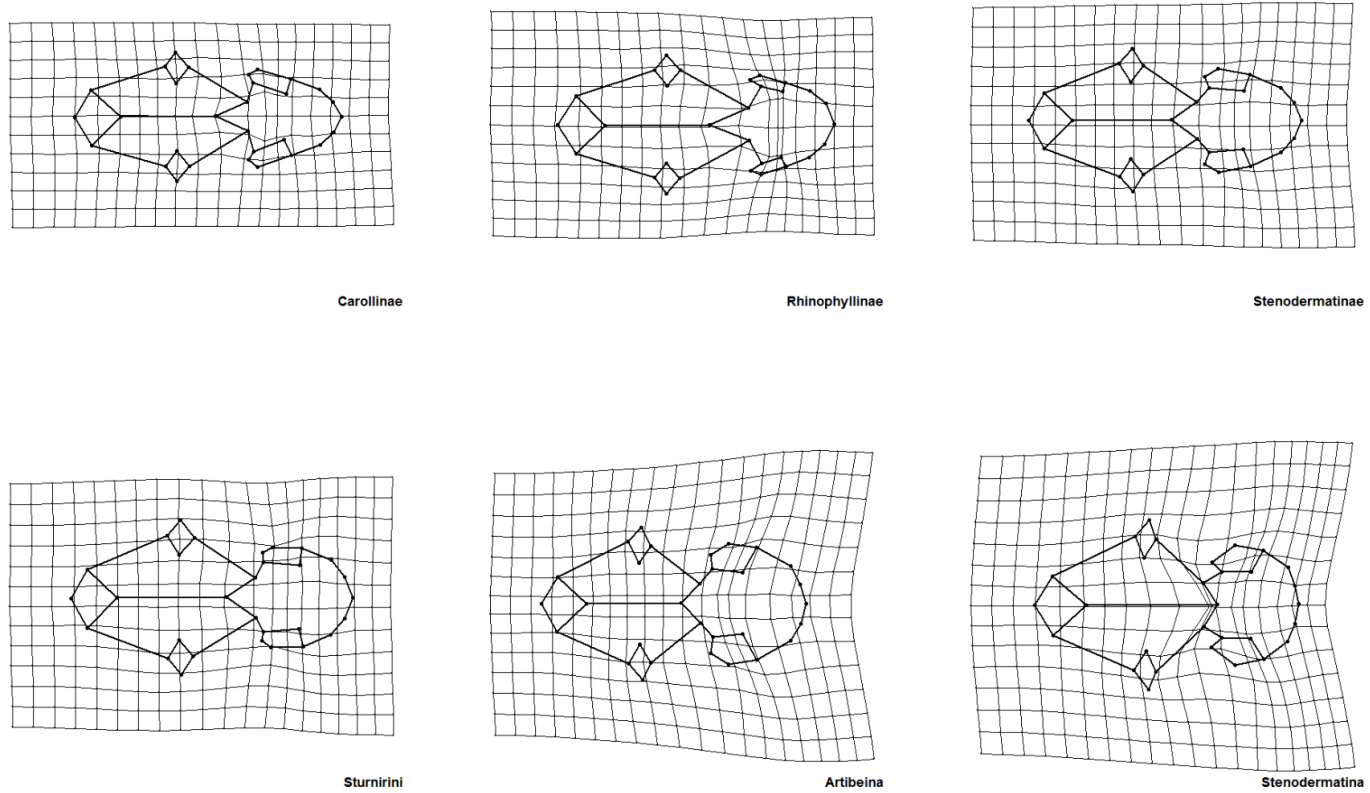 Carollinae
Rhinophyllinae
Stenodermatinae
Sturnirini
Artibeina
Stenodermatina